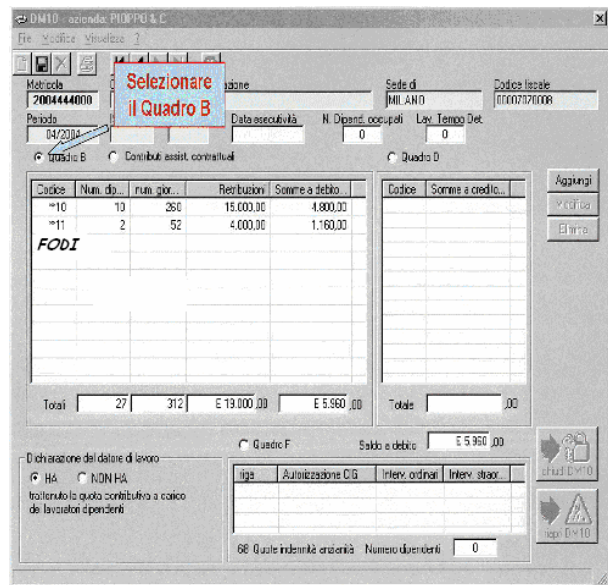 DM10 - azienda: PIOPPO & C
File Modifica Visualizza ?
Selezionare
il Quadro B
Matricola
Sede di
Codice fiscale
2004444000
MILANO
00007070008
Periodo
Data esecutività
N. Dipend. occupati
Lav. Tempo Det.
04/2004
0
0
Quadro B
Contributi assist. contrattuali
Quadro D
Codice Num. dip... num. gior... Retribuzioni Somme a debito...
**10 10 260 15.000,00 4.800,00
**11 2 52 4.000,00 1.160,00
FODI
Totali 27 312 E 19.000 ,00 E 5.960 ,00
Codice Somme a credito...
Totale ,00
Aggiungi
Modifica
Elimina
Quadro F
Saldo a debito E 5.960 ,00
Dichiarazione del datore di lavoro
HA NON HA
trattenuto la quota contributiva a carico
dei lavoratori dipendenti
riga Autorizzazione CIG Interv. ordinari Interv. straor...
68 Quote indennità anzianità Numero dipendenti 0
chiudi DM10
riapri DM10